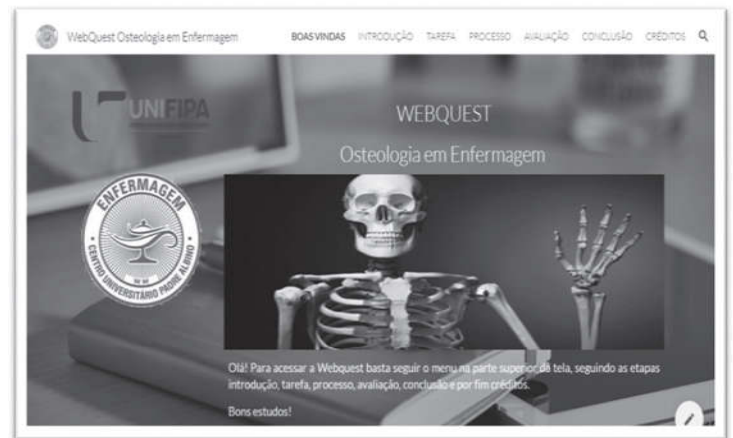 WebQuest Osteologia em Enfermagem
BOAS VINDAS INTRODUÇÃO TAREFA PROCESSO AVALIAÇÃO CONCLUSÃO CRÉDITOS
UNIFIPA
WEBQUEST
Osteologia em Enfermagem
ENFERMAGEM
CENTRO UNIVERSITÁRIO PADRE ALBINO
Olá! Para acessar a Webquest basta seguir o menu na parte superior da tela, seguindo as etapas
introdução, tarefa, processo, avaliação, conclusão e por fim créditos.
Bons estudos!